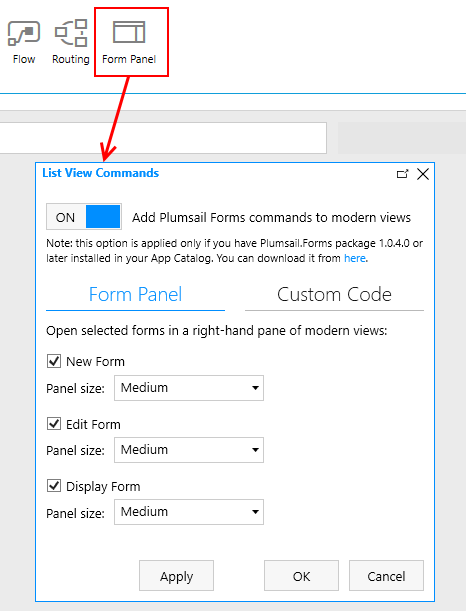 Flow Routing Form Panel
List View Commands
ON Add Plumsail Forms commands to modern views
Note: this option is applied only if you have Plumsail.Forms package 1.0.4.0 or
later installed in your App Catalog. You can download it from here.
Form Panel Custom Code
Open selected forms in a right-hand pane of modern views:
New Form
Panel size: Medium
Edit Form
Panel size: Medium
Display Form
Panel size: Medium
Apply OK Cancel